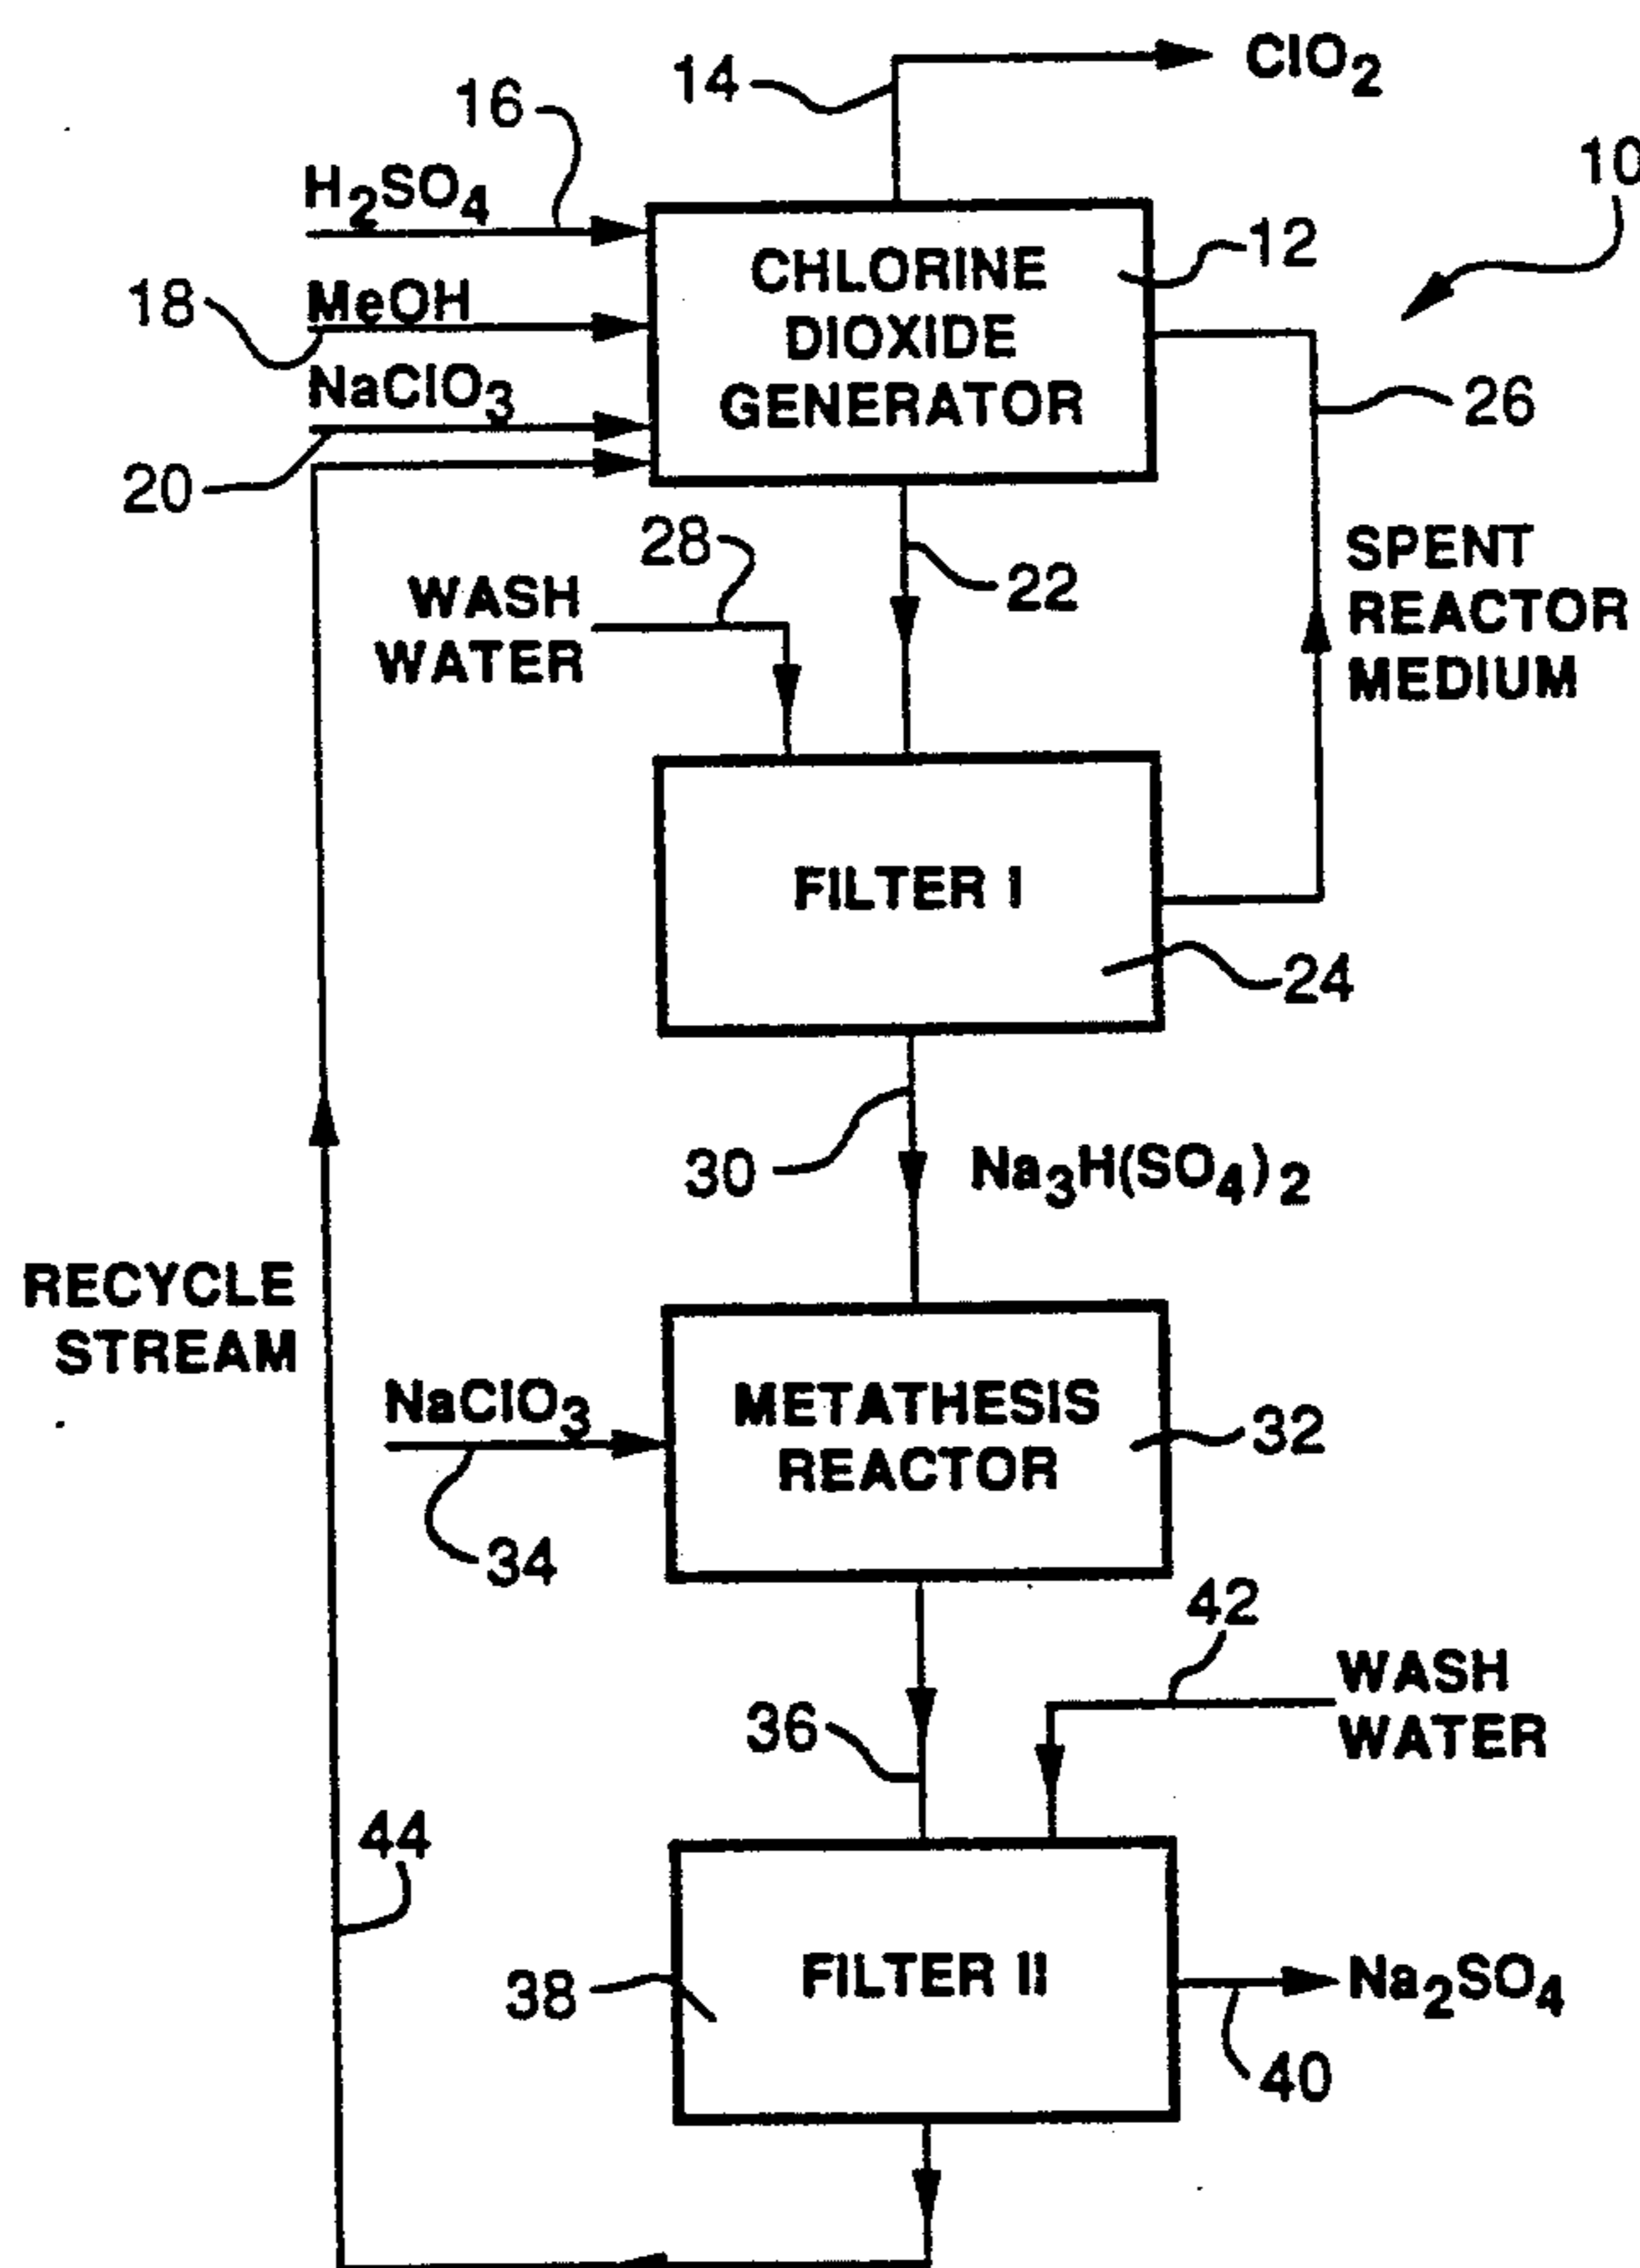 14
ClO2
16
10
H2SO4
12
CHLORINE
DIOXIDE
GENERATOR
18
MeOH
NaClO3
26
20
28
22
SPENT
REACTOR
MEDIUM
WASH
WATER
FILTER I
24
30
Na3H(SO4)2
RECYCLE
STREAM
NaClO3
METATHESIS
REACTOR
32
34
42
WASH
WATER
36
44
FILTER II
38
Na2SO4
40